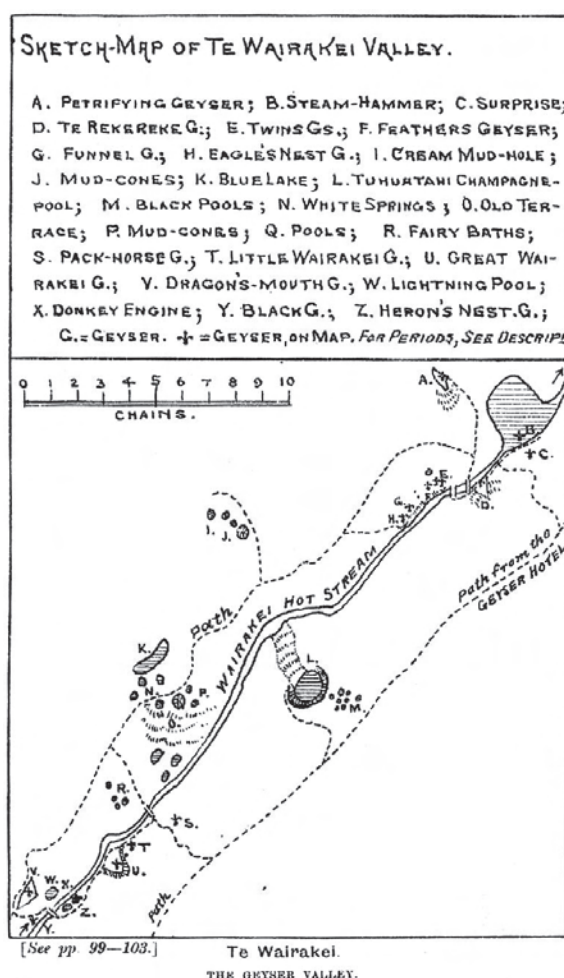 SKETCH-MAP OF TE WAIRAKEI VALLEY.
A. PETRIFYING GEYSER; B. STEAM-HAMMER; C. SURPRISE;
D. TE REKEREKE G.; E. TWINS GS.; F. FEATHERS GEYSER;
G. FUNNEL G.; H. EAGLE'S NEST G.; I. CREAM MUD-HOLE;
J. MUD-CONES; K. BLUE LAKE; L. TUHUATAHI CHAMPAGNE-
POOL; M. BLACK POOLS; N. WHITE SPRINGS; O. OLD TER-
RACE; P. MUD-CONES; Q. POOLS; R. FAIRY BATHS;
S. PACK-HORSE G.; T. LITTLE WAIRAKEI G.; U. GREAT WAI-
RAKEI G.; V. DRAGON'S-MOUTH G.; W. LIGHTNING POOL;
X. DONKEY ENGINE; Y. BLACK G.; Z. HERON'S NEST. G.;
G. = GEYSER. + = GEYSER, ON MAP. FOR PERIODS, SEE DESCRIPT
0 1 2 3 4 5 6 7 8 9 10
CHAINS.
A.
B.
C.
E.
F.
G.
H.
D.
I. J.
Path from the
GEYSER HOTEL
Path
WAIRAKEI HOT STREAM
K.
L.
N.
P.
M.
O.
R.
S.
T
U.
V.
W.
X.
Z.
Y.
Path
[See pp. 99—103.]
Te Wairakei.
THE GEYSER VALLEY.